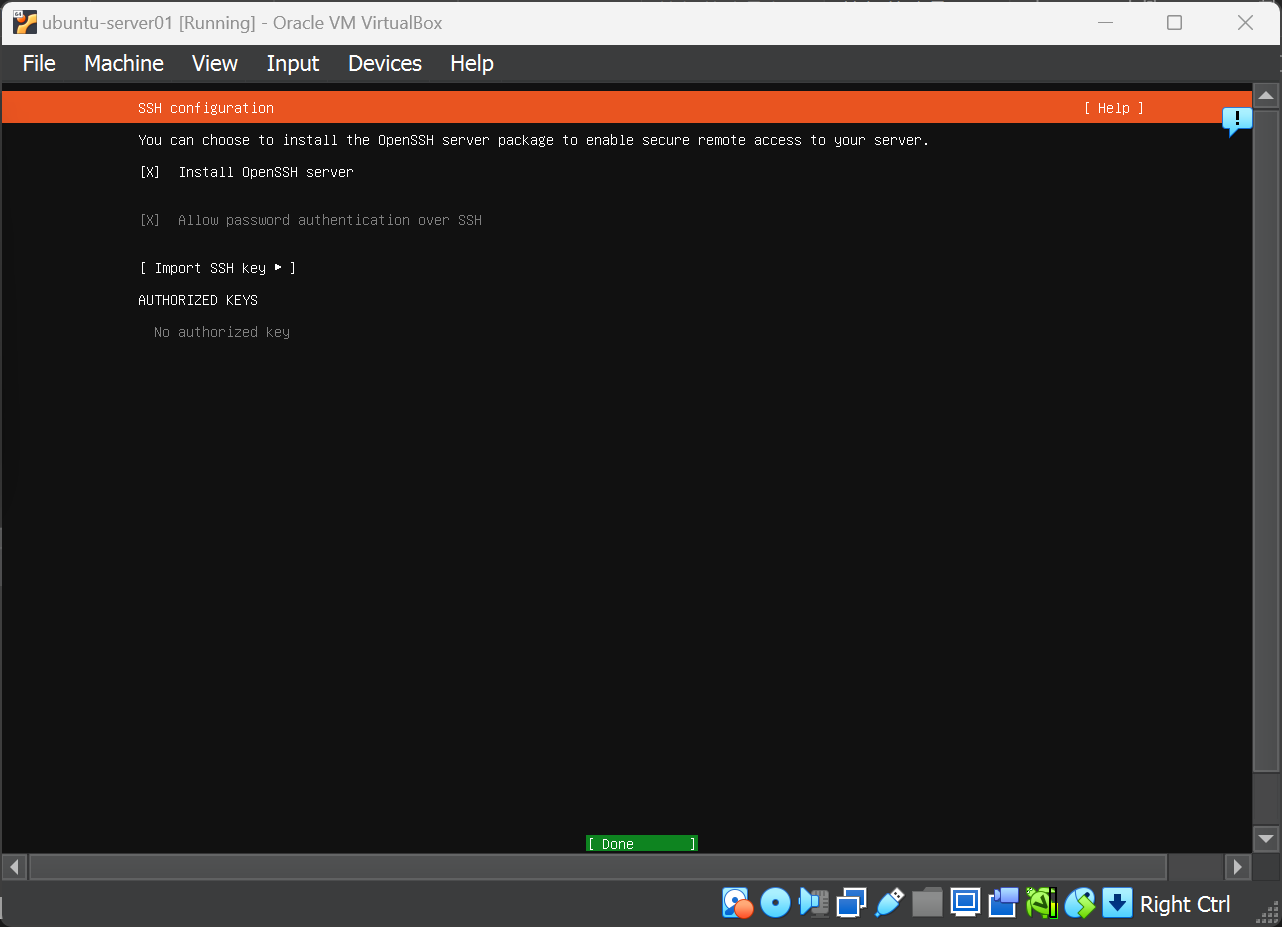 ubuntu-server01 [Running] - Oracle VM VirtualBox
File Machine View Input Devices Help
SSH configuration [ Help ]
You can choose to install the OpenSSH server package to enable secure remote access to your server.
[X] Install OpenSSH server
[X] Allow password authentication over SSH
[ Import SSH key ▸ ]
AUTHORIZED KEYS
No authorized key
[ Done ]
Right Ctrl